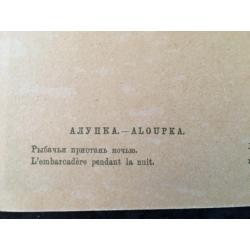 АЛУПКА.—ALOUPKA.
Рыбачья пристань ночью.
L'embarcadère pendant la nuit.